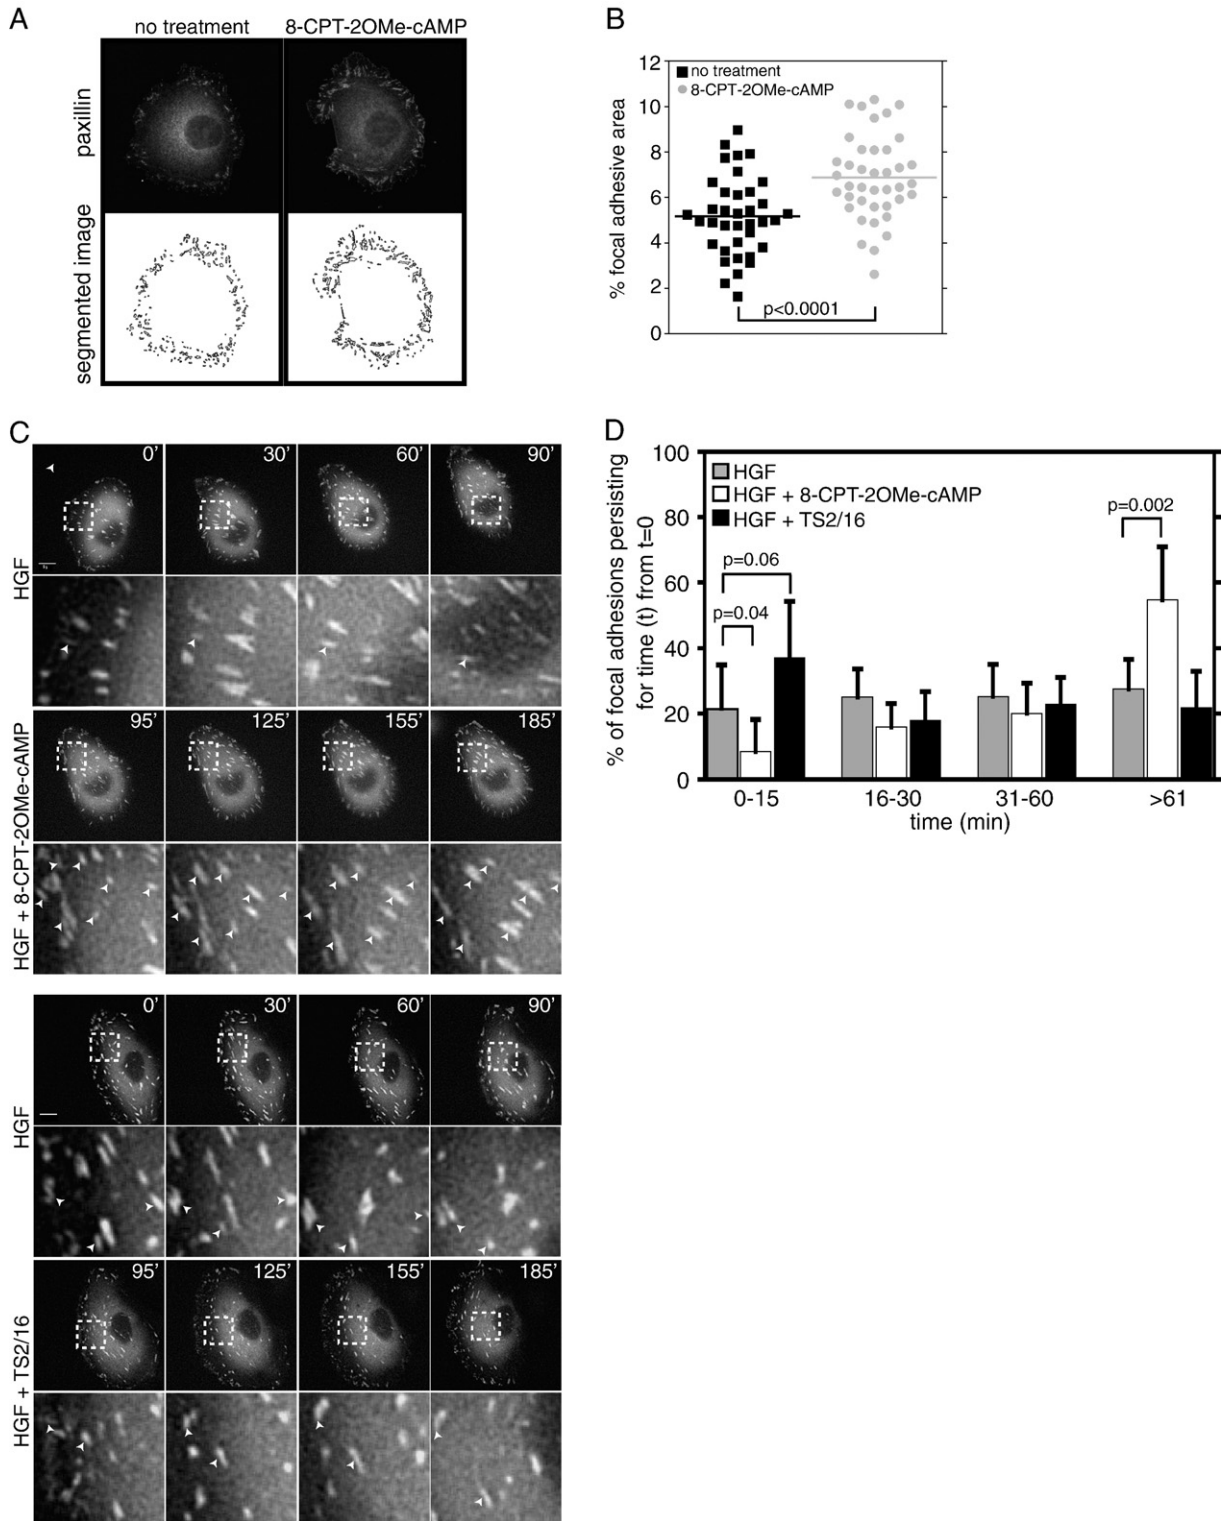 A
no treatment
8-CPT-2OMe-cAMP
paxillin
segmented image
B
% focal adhesive area
12
10
8
6
4
2
0
no treatment
8-CPT-2OMe-cAMP
p<0.0001
C
HGF
0’
30’
60’
90’
HGF + 8-CPT-2OMe-cAMP
95’
125’
155’
185’
HGF
0’
30’
60’
90’
HGF + TS2/16
95’
125’
155’
185’
D
% of focal adhesions persisting
for time (t) from t=0
100
80
60
40
20
0
HGF
HGF + 8-CPT-2OMe-cAMP
HGF + TS2/16
p=0.002
p=0.06
p=0.04
0-15
16-30
31-60
>61
time (min)